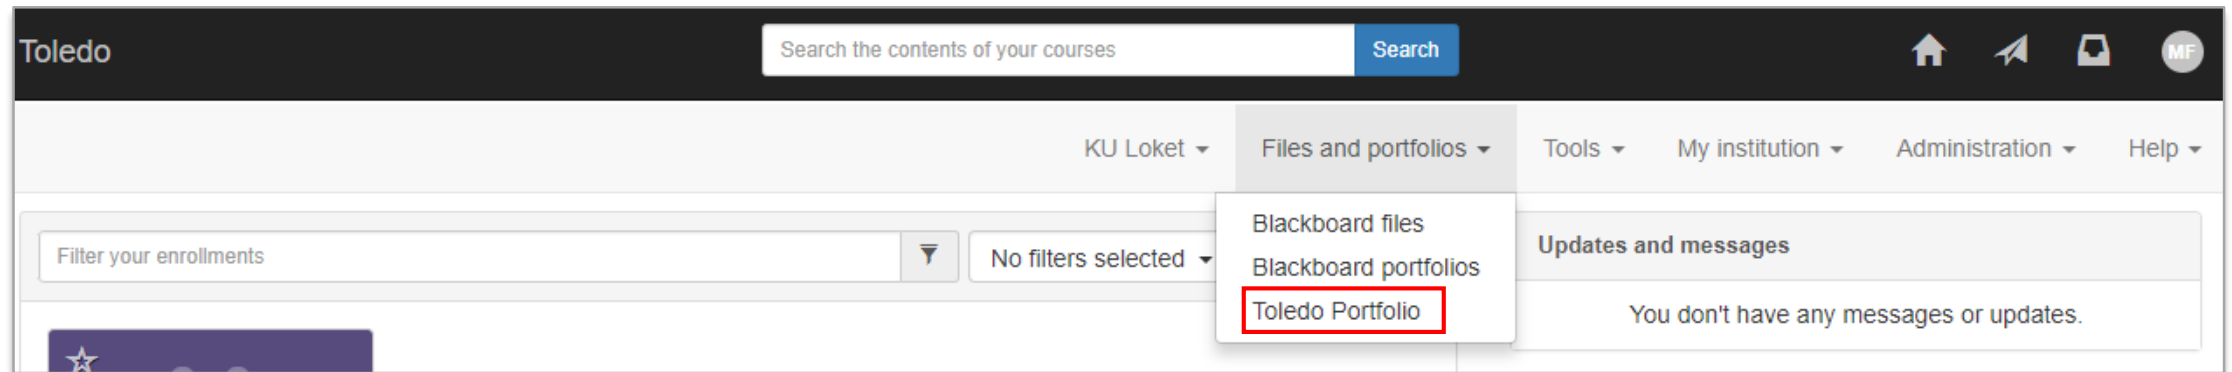 Toledo
Search the contents of your courses Search
MF
KU Loket Files and portfolios Tools My institution Administration Help
Blackboard files
Blackboard portfolios
Toledo Portfolio
Filter your enrollments No filters selected
Updates and messages
You don't have any messages or updates.